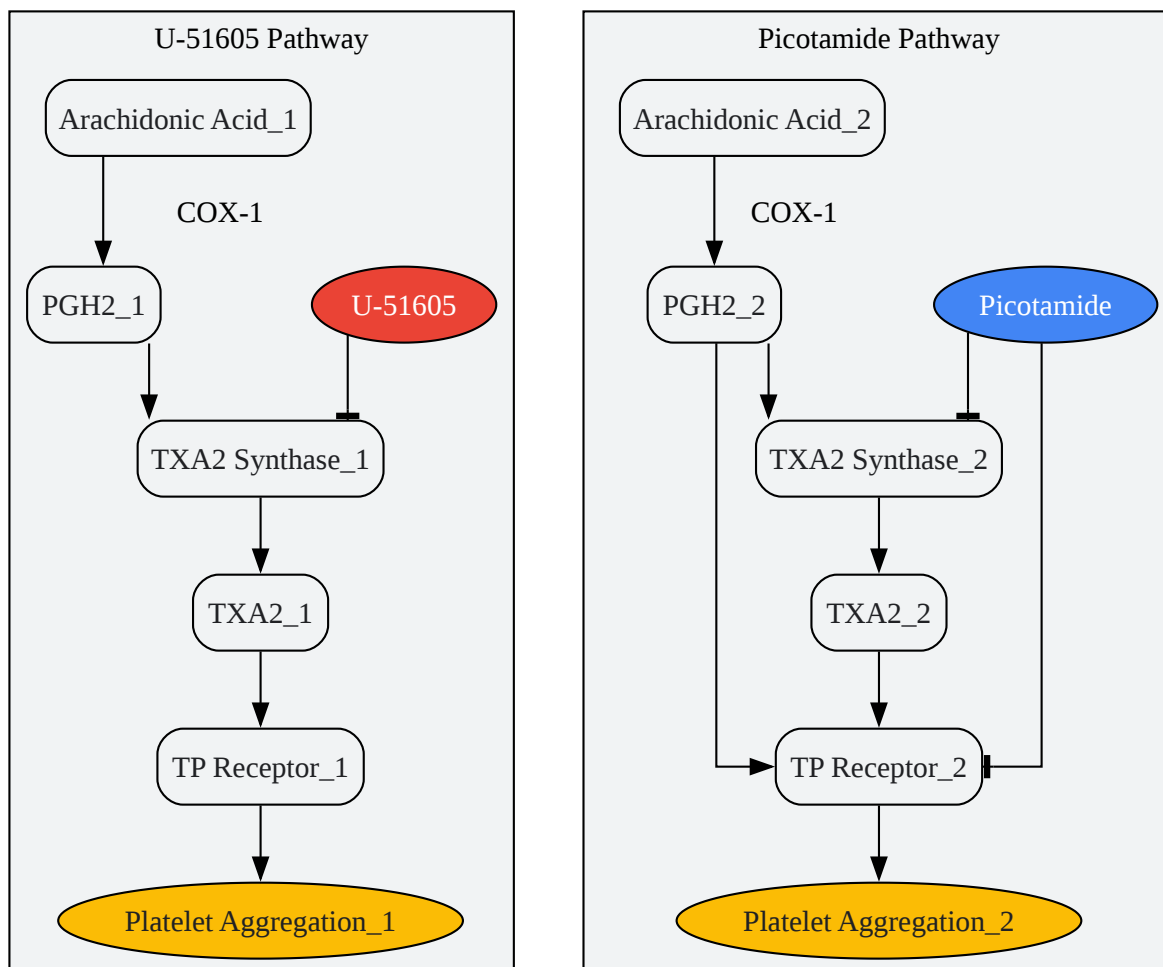 U-51605 Pathway
Arachidonic Acid_1
COX-1
PGH2_1
U-51605
TXA2 Synthase_1
TXA2_1
TP Receptor_1
Platelet Aggregation_1
Picotamide Pathway
Arachidonic Acid_2
COX-1
PGH2_2
Picotamide
TXA2 Synthase_2
TXA2_2
TP Receptor_2
Platelet Aggregation_2